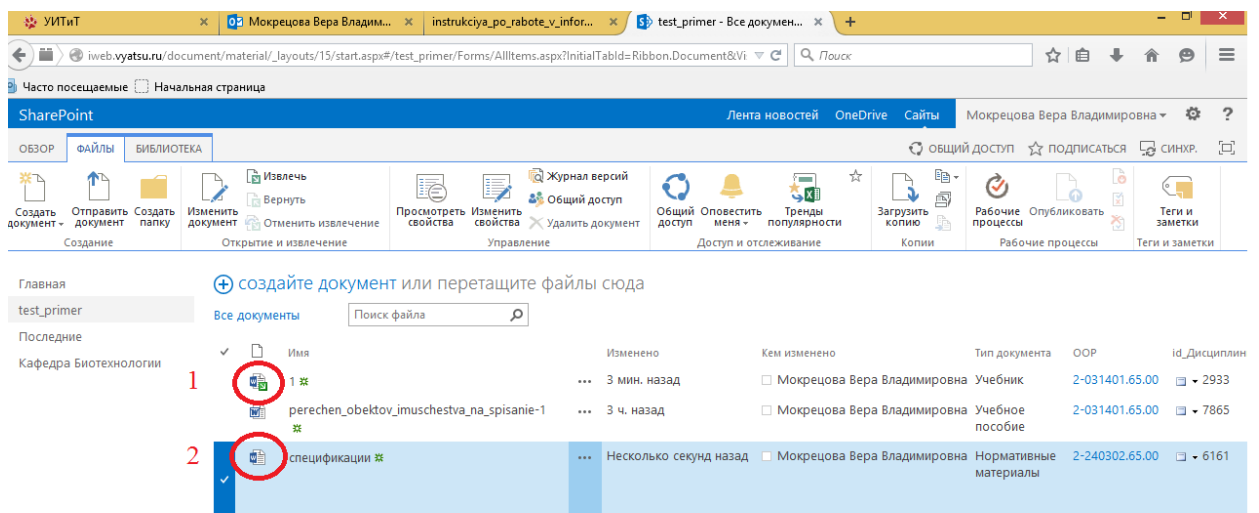 УИТиТ
Мокрецова Вера Владим...
instrukciya_po_rabote_v_infor...
test_primer - Все докумен...
iweb.vyatsu.ru/document/material/_layouts/15/start.aspx#/test_primer/Forms/AllItems.aspx?InitialTabId=Ribbon.Document&Vi
Поиск
Часто посещаемые Начальная страница
SharePoint Лента новостей OneDrive Сайты Мокрецова Вера Владимировна ?
ОБЗОР ФАЙЛЫ БИБЛИОТЕКА ОБЩИЙ ДОСТУП ПОДПИСАТЬСЯ СИНХР.
Создать документ
Отправить документ
Создать папку
Создание
Изменить документ
Извлечь
Вернуть
Отменить извлечение
Открытие и извлечение
Просмотреть свойства
Изменить свойства
Журнал версий
Общий доступ
Удалить документ
Управление
Общий доступ
Оповестить меня
Тренды популярности
Доступ и отслеживание
Загрузить копию
Копии
Рабочие процессы
Опубликовать
Рабочие процессы
Теги и заметки
Теги и заметки
Главная
test_primer
Последние
Кафедра Биотехнологии
создайте документ или перетащите файлы сюда
Все документы Поиск файла
Имя Изменено Кем изменено Тип документа ООР id_Дисциплин
1 1 ... 3 мин. назад Мокрецова Вера Владимировна Учебник 2-031401.65.00 2933
perechen_obektov_imuschestva_na_spisanie-1 ... 3 ч. назад Мокрецова Вера Владимировна Учебное пособие 2-031401.65.00 7865
2 спецификации ... Несколько секунд назад Мокрецова Вера Владимировна Нормативные материалы 2-240302.65.00 6161